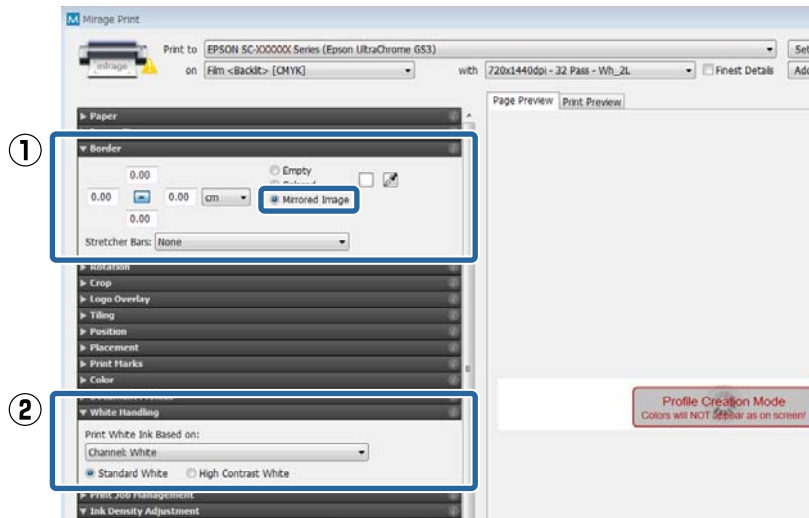 Mirage Print
Print to EPSON SC-XXXXXX Series (Epson UltraChrome GS3) Set
mirage on Film <Backlit> [CMYK] with 720x1440dpi - 32 Pass - Wh_2L Finest Details Add
Page Preview Print Preview
Paper
①
Border
0.00 Empty
0.00 0.00 cm Mirrored Image
0.00
Stretcher Bars: None
Rotation
Crop
Logo Overlay
Tiling
Position
Placement
Print Marks
Color
②
White Handling
Print White Ink Based on:
Channel: White
Standard White High Contrast White
Print Job Management
Ink Density Adjustment
Profile Creation Mode
Colors will NOT appear as on screen!